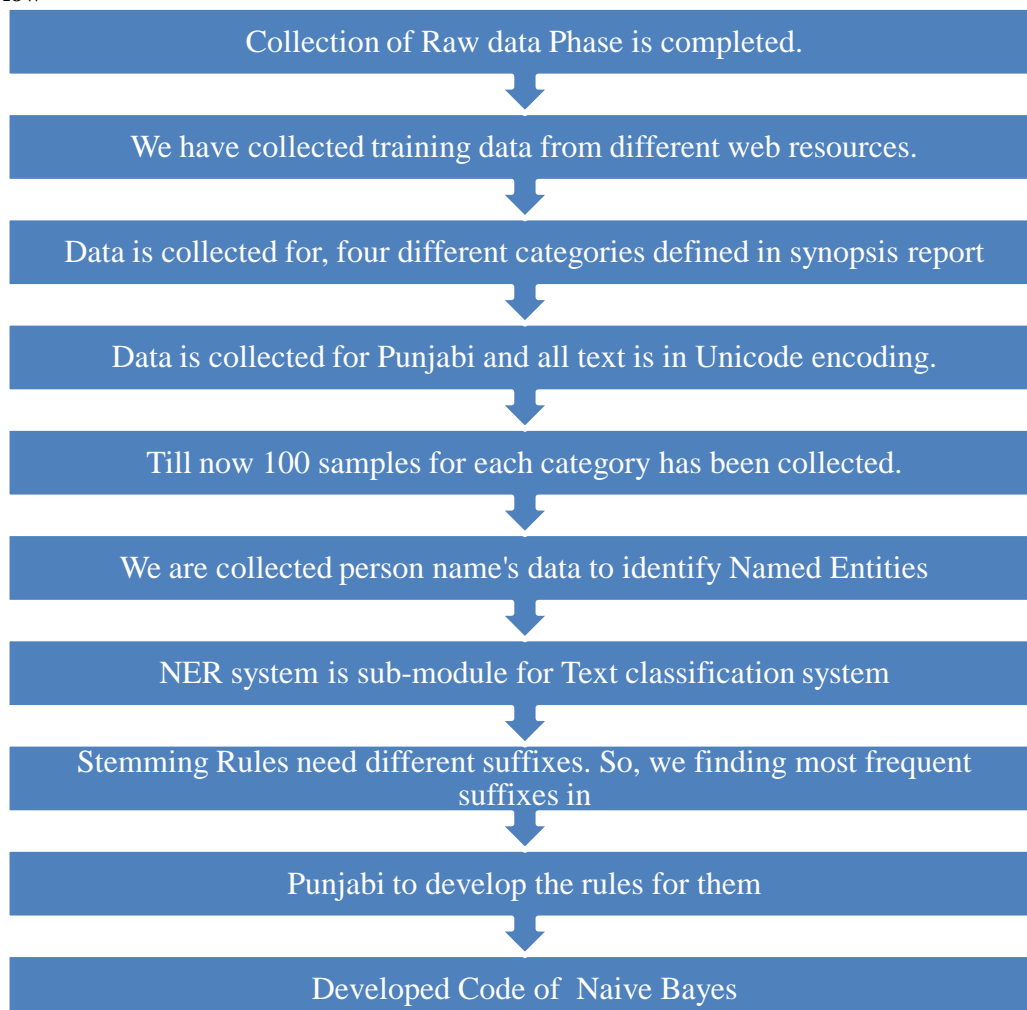 Collection of Raw data Phase is completed.
We have collected training data from different web resources.
Data is collected for, four different categories defined in synopsis report
Data is collected for Punjabi and all text is in Unicode encoding.
Till now 100 samples for each category has been collected.
We are collected person name's data to identify Named Entities
NER system is sub-module for Text classification system
Stemming Rules need different suffixes. So, we finding most frequent
suffixes in
Punjabi to develop the rules for them
Developed Code of Naive Bayes